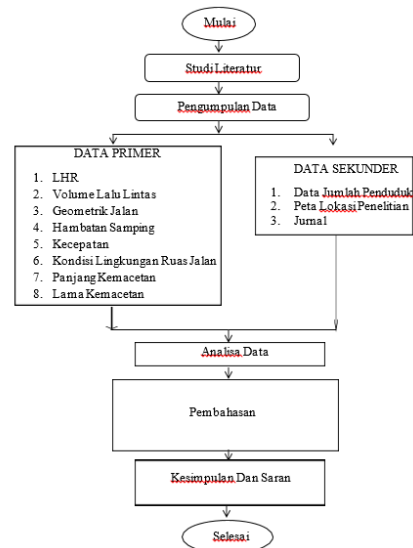 Mulai
Studi Literatur
Pengumpulan Data
DATA PRIMER
1. LHR
2. Volume Lalu Lintas
3. Geometrik Jalan
4. Hambatan Samping
5. Kecepatan
6. Kondisi Lingkungan Ruas Jalan
7. Panjang Kemacetan
8. Lama Kemacetan
DATA SEKUNDER
1. Data Jumlah Penduduk
2. Peta Lokasi Penelitian
3. Jurnal
Analisa Data
Pembahasan
Kesimpulan Dan Saran
Selesai